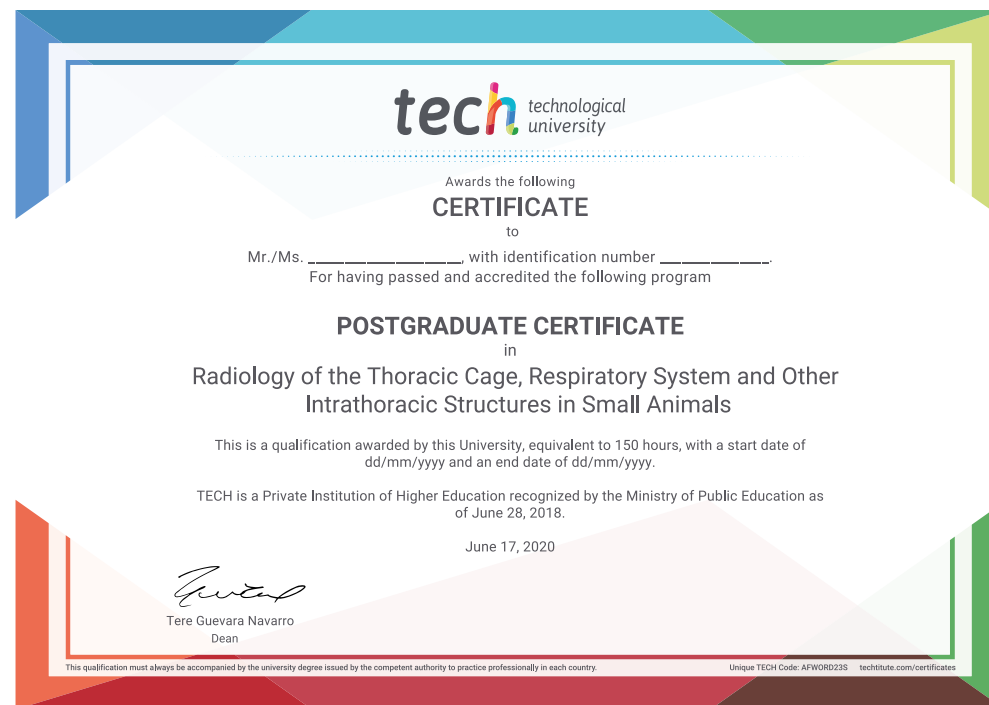 tech technological
university
Awards the following
CERTIFICATE
to
Mr./Ms. ____________________, with identification number ______________.
For having passed and accredited the following program
POSTGRADUATE CERTIFICATE
in
Radiology of the Thoracic Cage, Respiratory System and Other
Intrathoracic Structures in Small Animals
This is a qualification awarded by this University, equivalent to 150 hours, with a start date of
dd/mm/yyyy and an end date of dd/mm/yyyy.
TECH is a Private Institution of Higher Education recognized by the Ministry of Public Education as
of June 28, 2018.
June 17, 2020
Tere Guevara Navarro
Dean
This qualification must always be accompanied by the university degree issued by the competent authority to practice professionally in each country.
Unique TECH Code: AFWORD23S techtitute.com/certificates